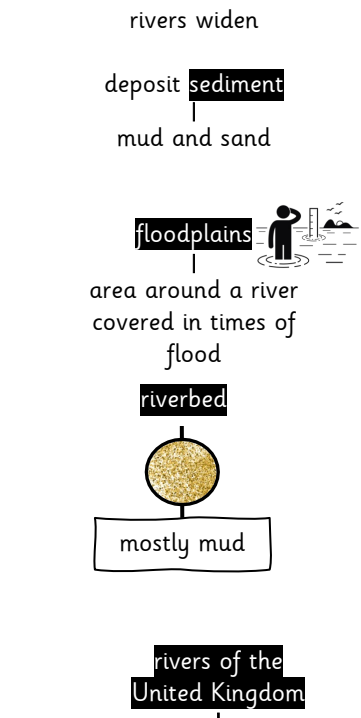 rivers widen
deposit sediment
mud and sand
floodplains
area around a river
covered in times of
flood
riverbed
mostly mud
rivers of the
United Kingdom